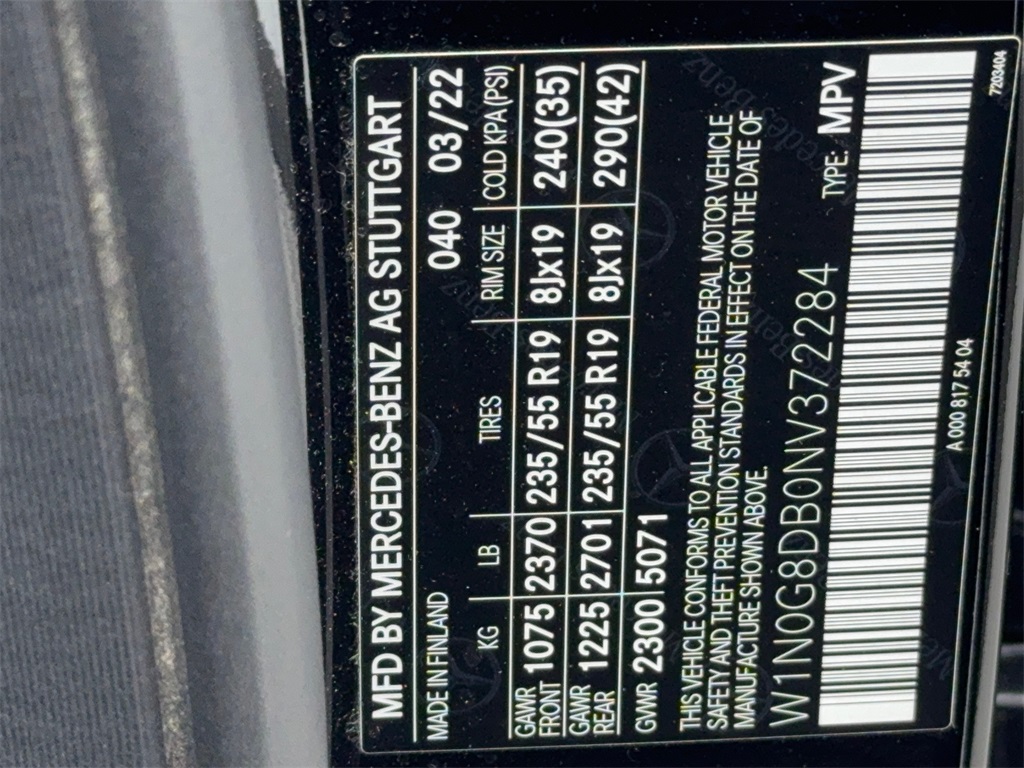 MFD BY MERCEDES-BENZ AG STUTTGART
MADE IN FINLAND 040 03/22
KG LB TIRES RIM SIZE COLD KPA (PSI)
GAWR FRONT 1075 2370 235/55 R19 8Jx19 240(35)
GAWR REAR 1225 2701 235/55 R19 8Jx19 290(42)
GVWR 2300 5071
THIS VEHICLE CONFORMS TO ALL APPLICABLE FEDERAL MOTOR VEHICLE
SAFETY AND THEFT PREVENTION STANDARDS IN EFFECT ON THE DATE OF
MANUFACTURE SHOWN ABOVE.
W1N0G8DB0NV372284 TYPE: MPV
A 000 817 54 04 7203404